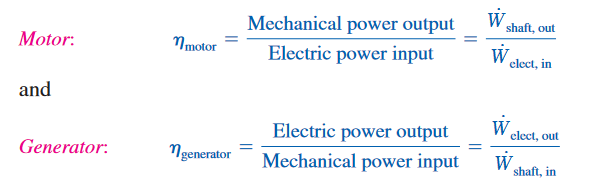 Motor: η_motor = Mechanical power output / Electric power input = Ẇ_shaft, out / Ẇ_elect, in
and
Generator: η_generator = Electric power output / Mechanical power input = Ẇ_elect, out / Ẇ_shaft, in